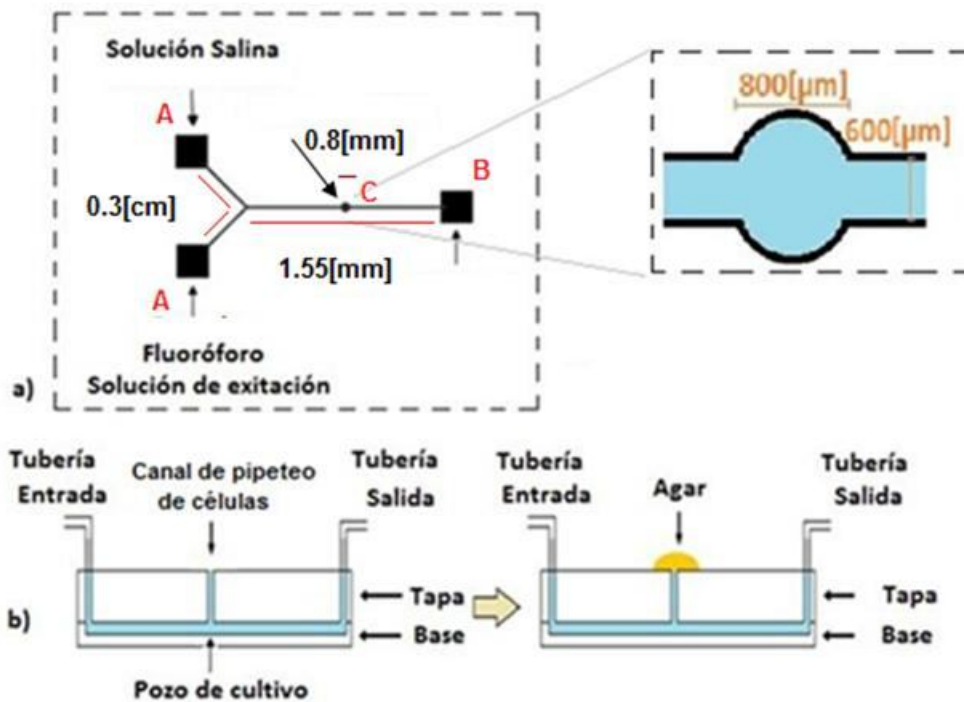 Solución Salina
A
0.8[mm]
C
B
0.3[cm]
1.55[mm]
A
Fluoróforo
Solución de exitación
a)
800[µm]
600[µm]
Tubería
Entrada
Canal de pipeteo
de células
Tubería
Salida
Tapa
Base
b)
Pozo de cultivo
Tubería
Entrada
Agar
Tubería
Salida
Tapa
Base